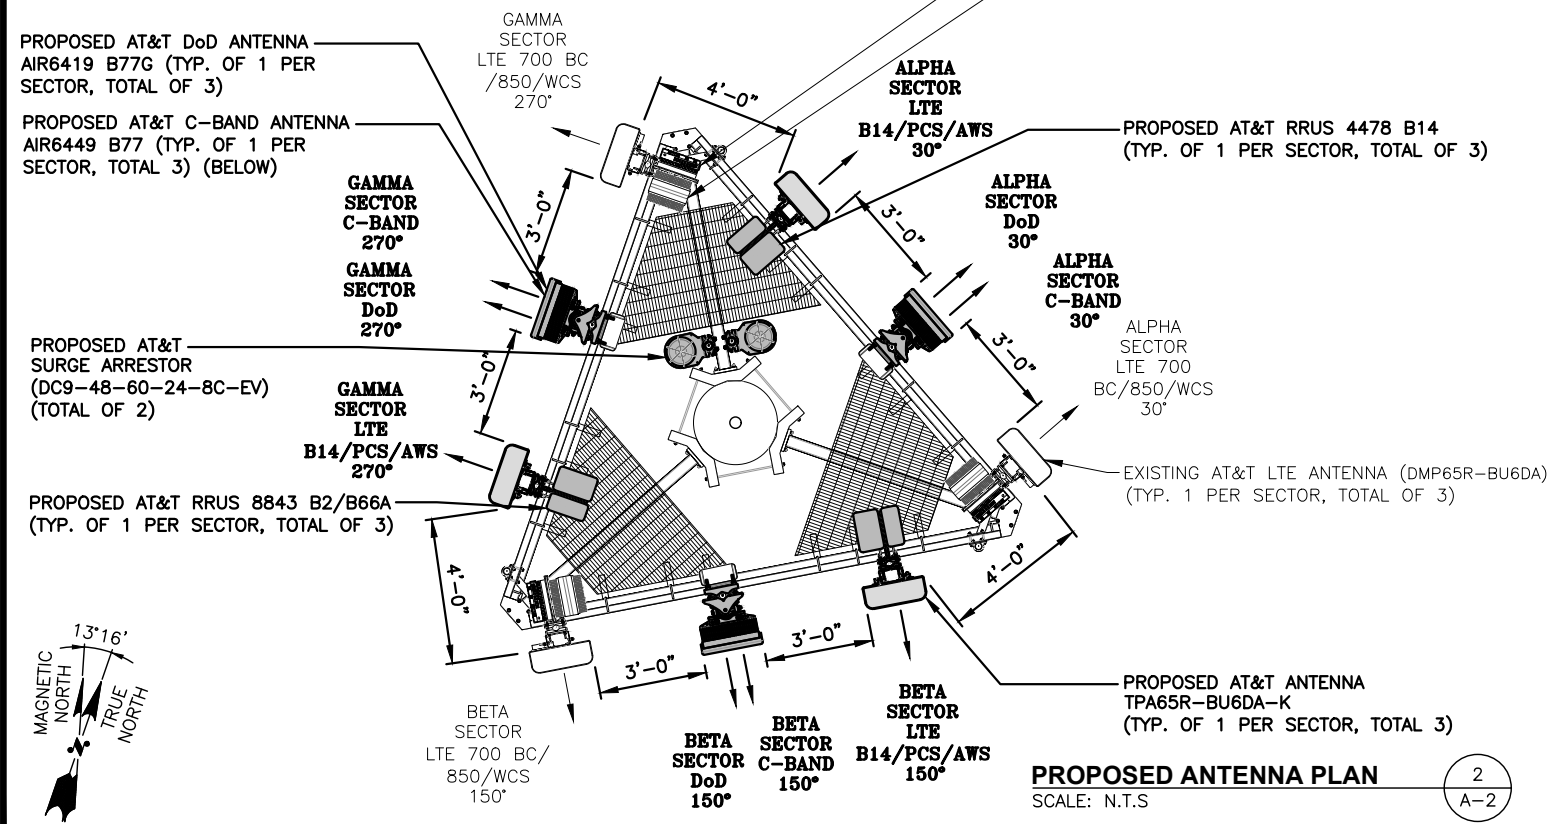 PROPOSED AT&T DoD ANTENNA
AIR6419 B77G (TYP. OF 1 PER
SECTOR, TOTAL OF 3)
PROPOSED AT&T C-BAND ANTENNA
AIR6449 B77 (TYP. OF 1 PER
SECTOR, TOTAL 3) (BELOW)
GAMMA
SECTOR
LTE 700 BC
/850/WCS
270°
4'-0"
ALPHA
SECTOR
LTE
B14/PCS/AWS
30°
PROPOSED AT&T RRUS 4478 B14
(TYP. OF 1 PER SECTOR, TOTAL OF 3)
GAMMA
SECTOR
C-BAND
270°
3'-0"
3'-0"
ALPHA
SECTOR
DoD
30°
GAMMA
SECTOR
DoD
270°
ALPHA
SECTOR
C-BAND
30°
PROPOSED AT&T
SURGE ARRESTOR
(DC9-48-60-24-8C-EV)
(TOTAL OF 2)
3'-0"
3'-0"
ALPHA
SECTOR
LTE 700
BC/850/WCS
30°
GAMMA
SECTOR
LTE
B14/PCS/AWS
270°
EXISTING AT&T LTE ANTENNA (DMP65R-BU6DA)
(TYP. 1 PER SECTOR, TOTAL OF 3)
PROPOSED AT&T RRUS 8843 B2/B66A
(TYP. OF 1 PER SECTOR, TOTAL OF 3)
4'-0"
4'-0"
3'-0"
3'-0"
13°16'
MAGNETIC
NORTH
TRUE
NORTH
N
BETA
SECTOR
LTE 700 BC/
850/WCS
150°
BETA
SECTOR
DoD
150°
BETA
SECTOR
C-BAND
150°
BETA
SECTOR
LTE
B14/PCS/AWS
150°
PROPOSED AT&T ANTENNA
TPA65R-BU6DA-K
(TYP. OF 1 PER SECTOR, TOTAL 3)
PROPOSED ANTENNA PLAN
SCALE: N.T.S
2
A-2